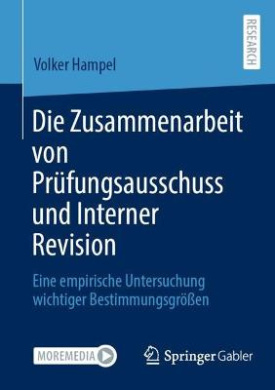 RESEARCH
Volker Hampel
Die Zusammenarbeit
von
Prüfungsausschuss
und Interner
Revision
Eine empirische Untersuchung
wichtiger Bestimmungsgrößen
MOREMEDIA
Springer Gabler